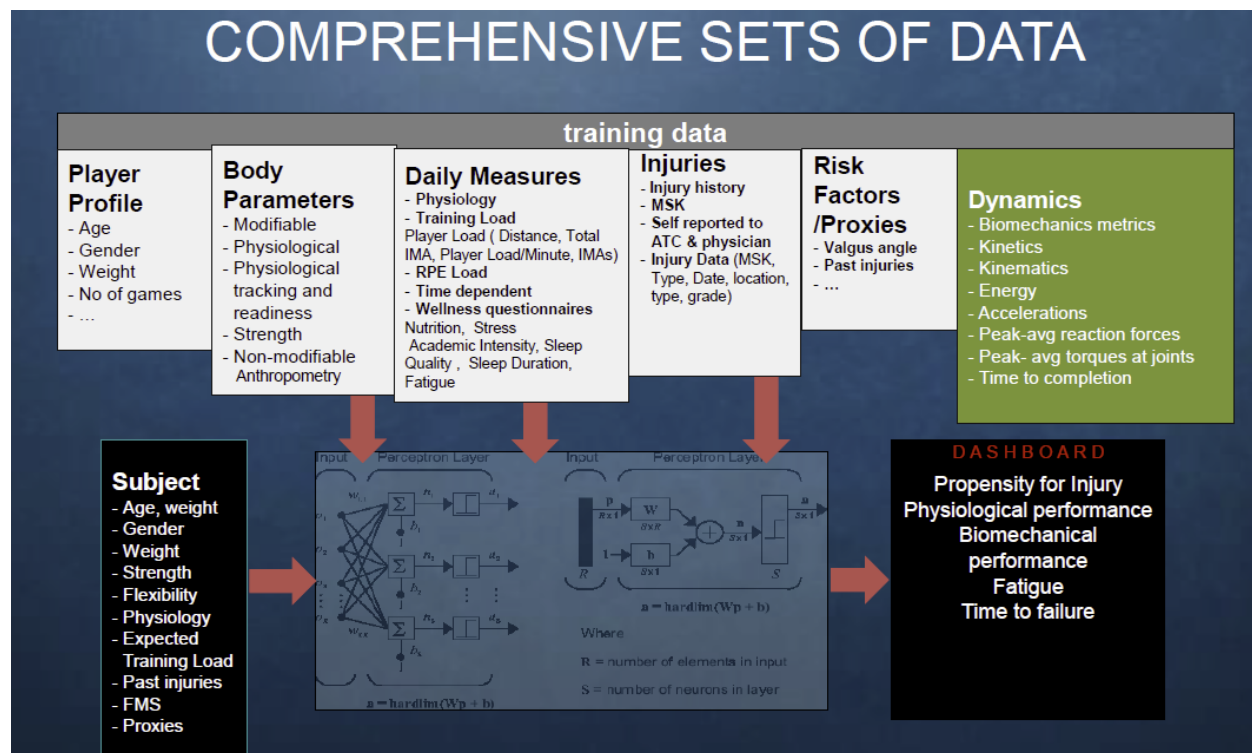 COMPREHENSIVE SETS OF DATA
training data
Player
Profile
- Age
- Gender
- Weight
- No of games
- ...
Body
Parameters
- Modifiable
- Physiological
- Physiological
tracking and
readiness
- Strength
- Non-modifiable
Anthropometry
Daily Measures
- Physiology
- Training Load
Player Load ( Distance, Total
IMA, Player Load/Minute, IMAs)
- RPE Load
- Time dependent
- Wellness questionnaires
Nutrition, Stress
Academic Intensity, Sleep
Quality , Sleep Duration,
Fatigue
Injuries
- Injury history
- MSK
- Self reported to
ATC & physician
- Injury Data (MSK,
Type, Date, location,
type, grade)
Risk
Factors
/Proxies
- Valgus angle
- Past injuries
- ...
Dynamics
- Biomechanics metrics
- Kinetics
- Kinematics
- Energy
- Accelerations
- Peak-avg reaction forces
- Peak- avg torques at joints
- Time to completion
Subject
- Age, weight
- Gender
- Weight
- Strength
- Flexibility
- Physiology
- Expected
Training Load
- Past injuries
- FMS
- Proxies
Input Perceptron Layer
Σ
Σ
Σ
a = hardlim(Wp + b)
Input Perceptron Layer
p
R x 1
W
S x R
1
b
S x 1
+
n
S x 1
a
S x 1
R
S
a = hardlim(Wp + b)
Where
R = number of elements in input
S = number of neurons in layer
DASHBOARD
Propensity for Injury
Physiological performance
Biomechanical
performance
Fatigue
Time to failure